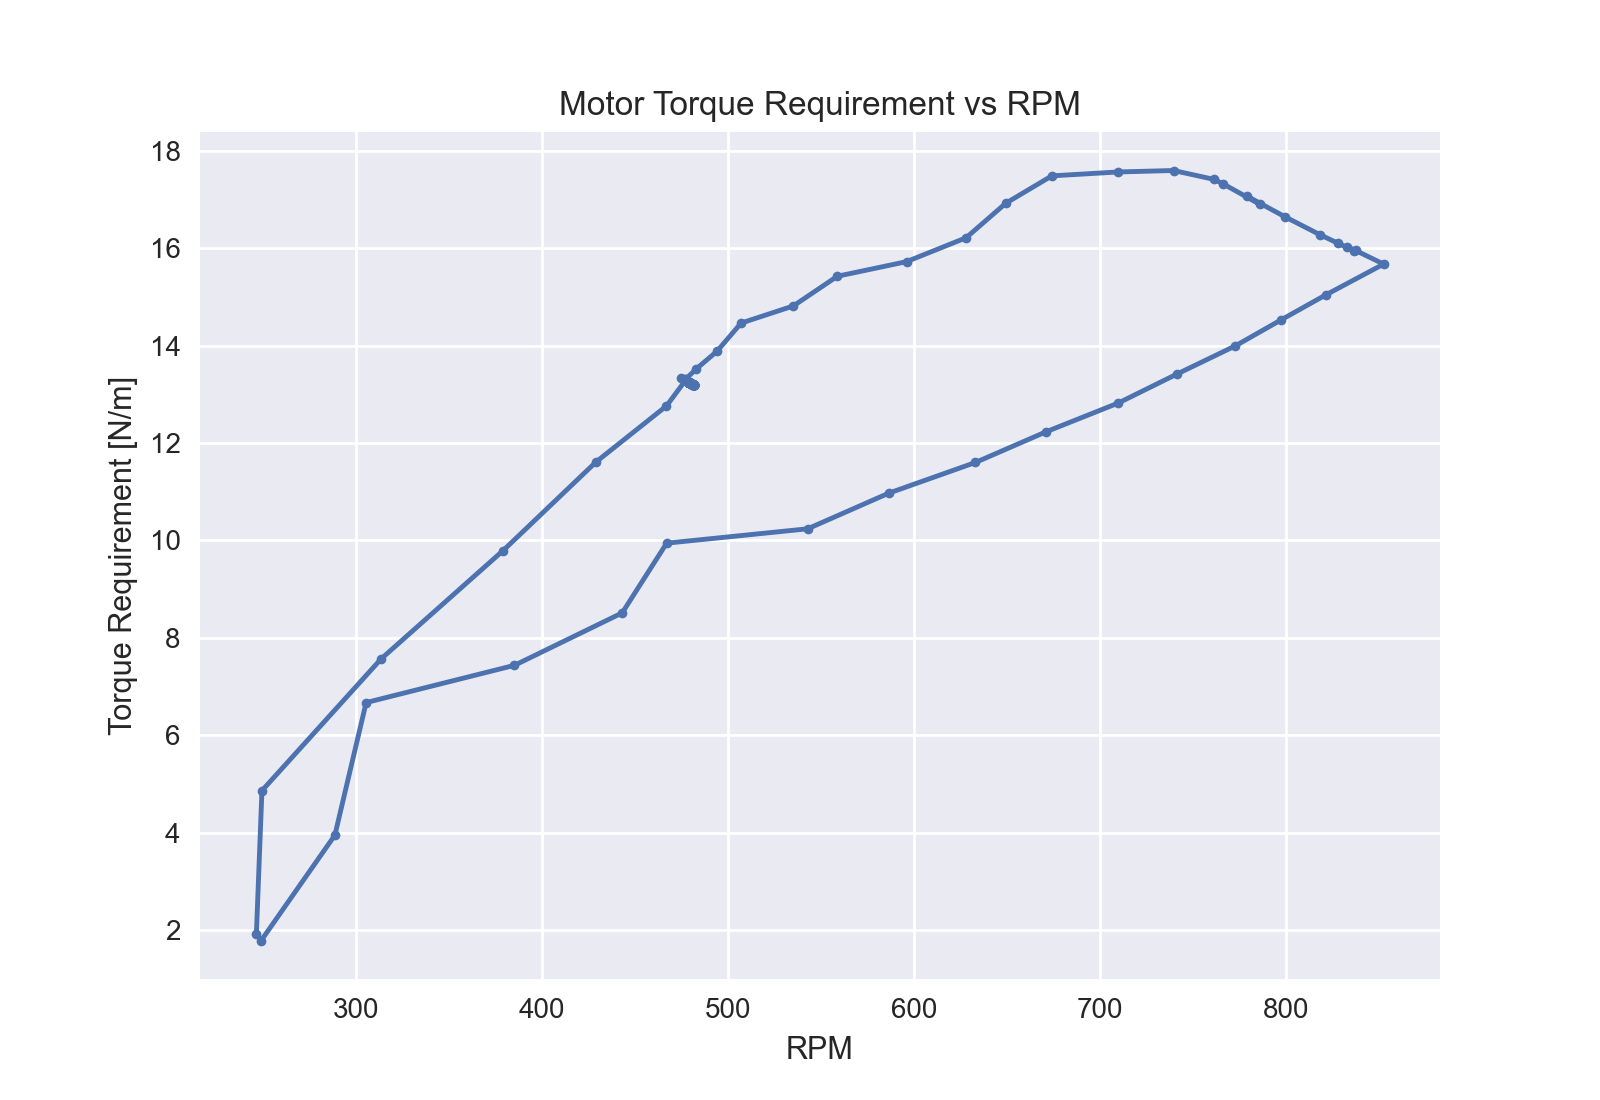 Motor Torque Requirement vs RPM
18
16
14
12
10
8
6
4
2
Torque Requirement [N/m]
300 400 500 600 700 800
RPM